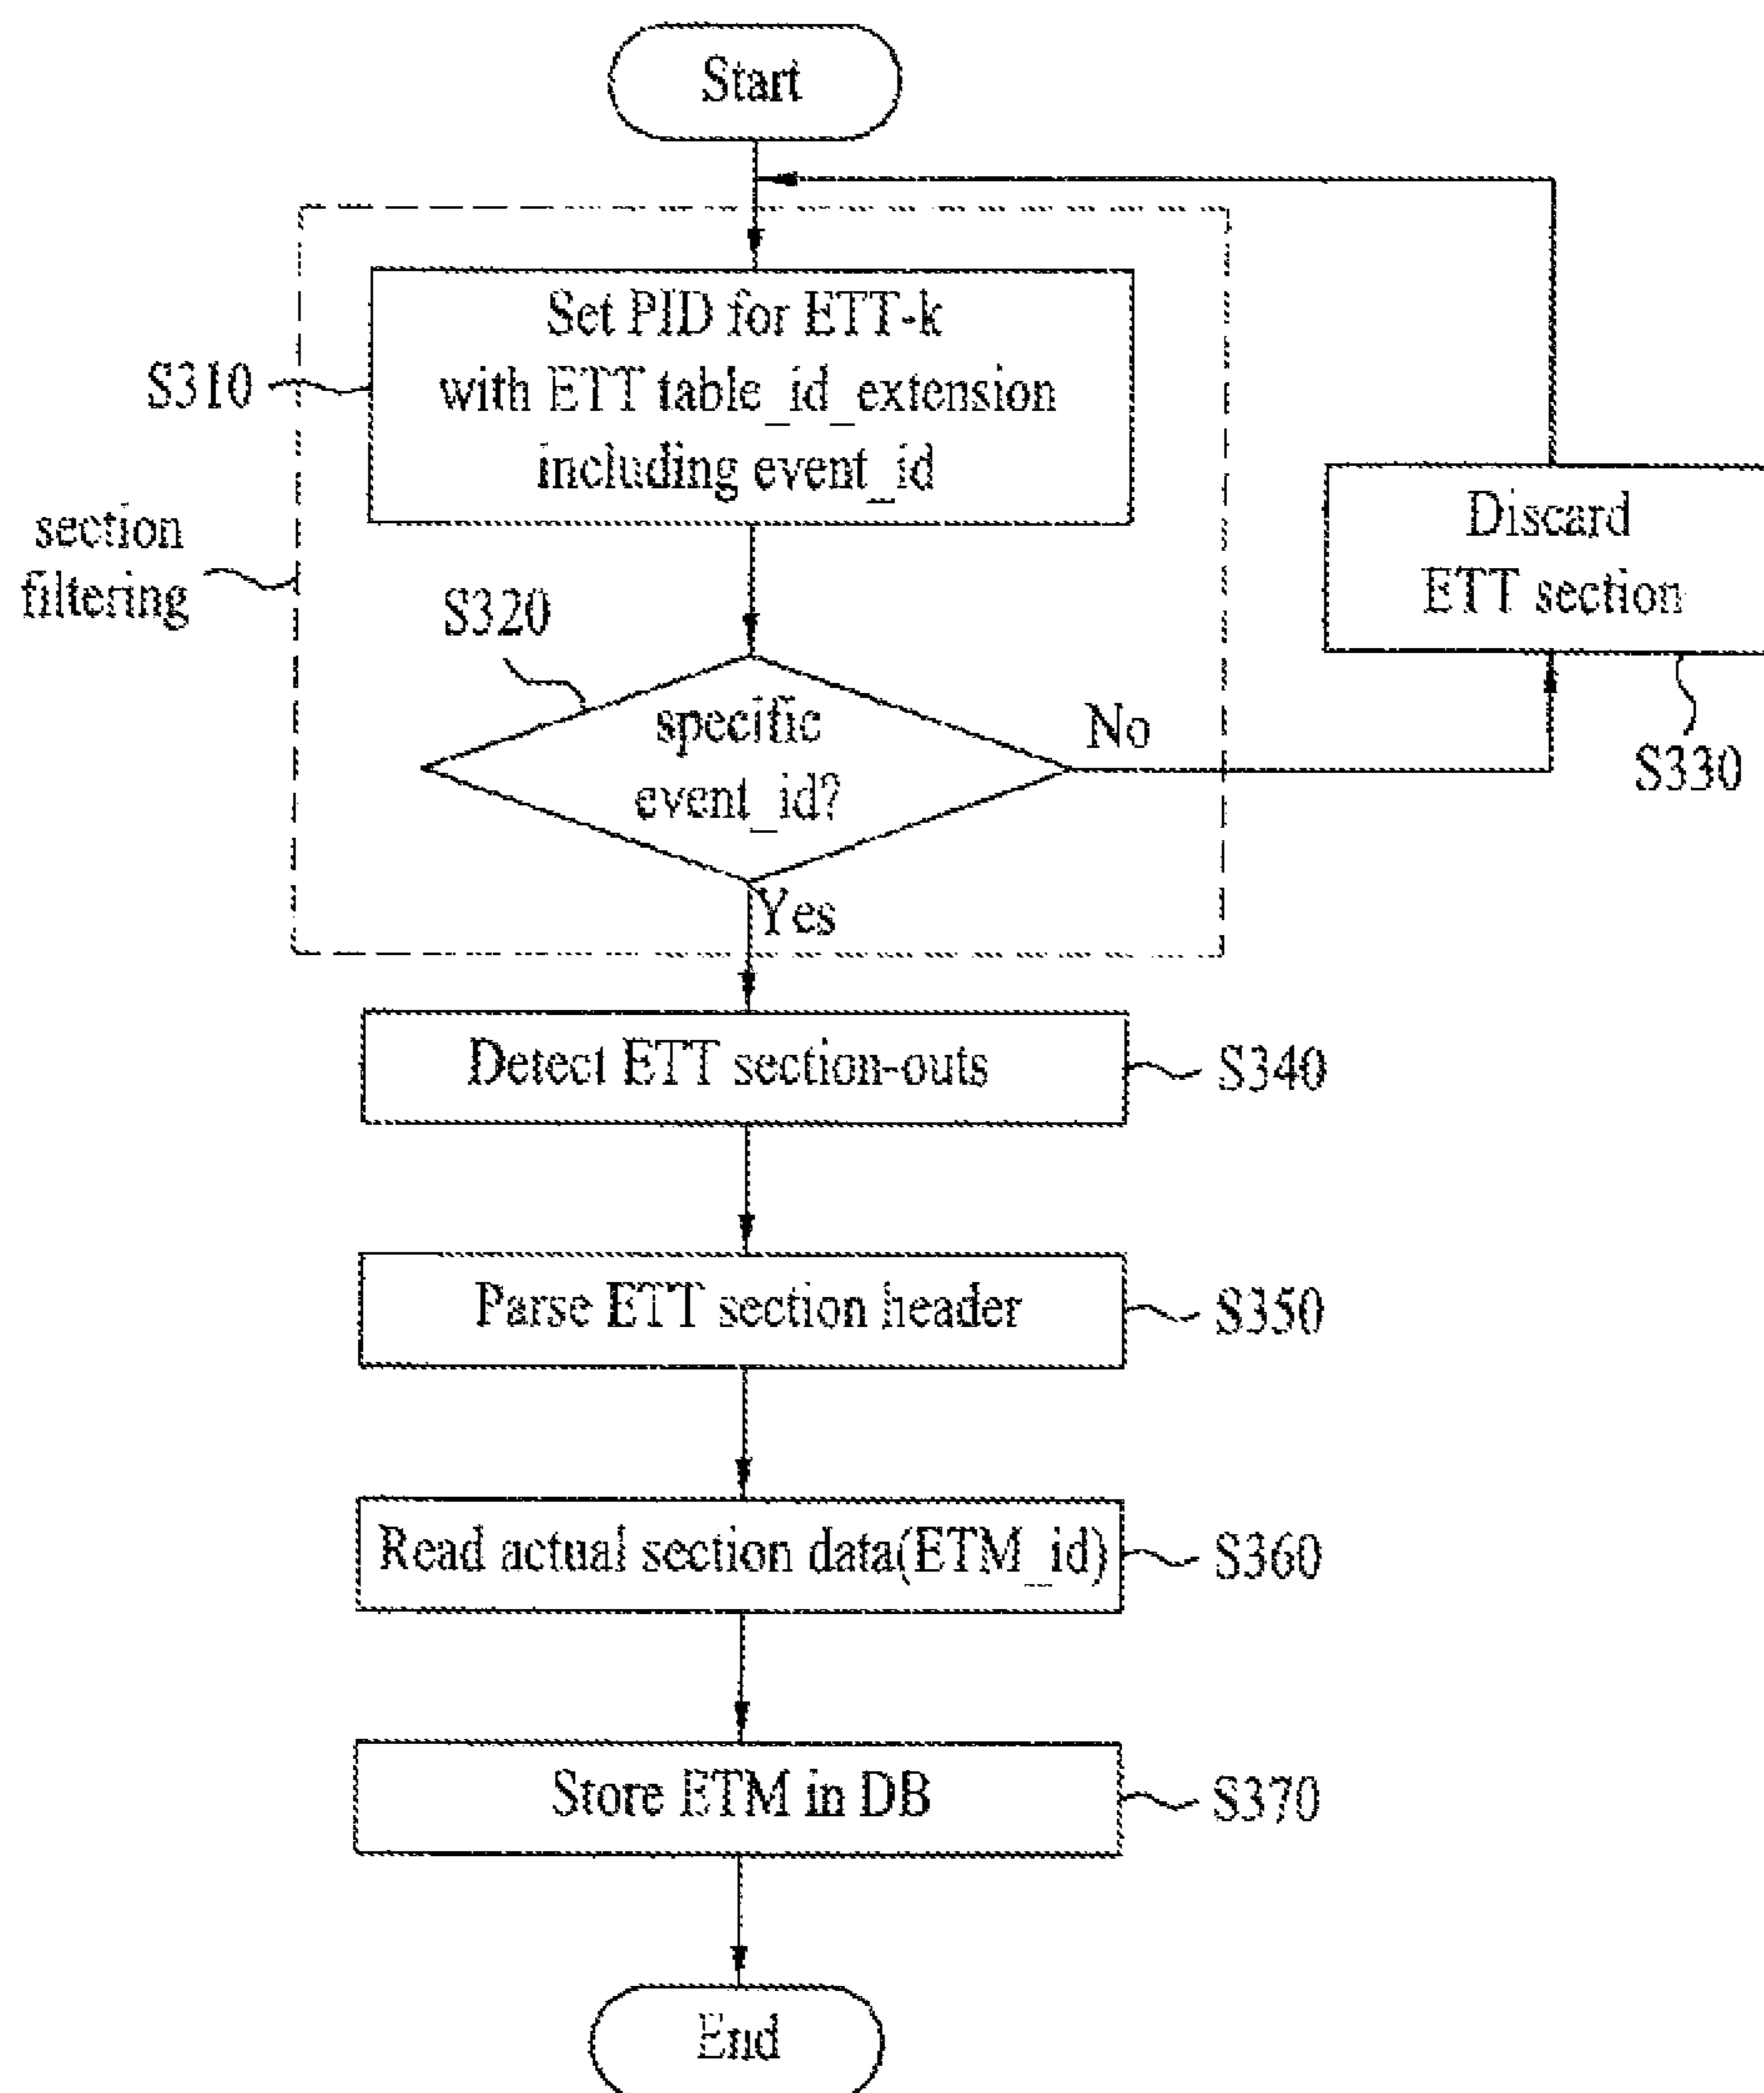 Start
Set PID for ETT-k
with ETT table_id_extension
including event_id
S310
section
filtering
Discard
ETT section
S330
S320
specific
event_id?
No
Yes
Detect ETT section-outs
S340
Parse ETT section header
S350
Read actual section data(ETM_id)
S360
Store ETM in DB
S370
End